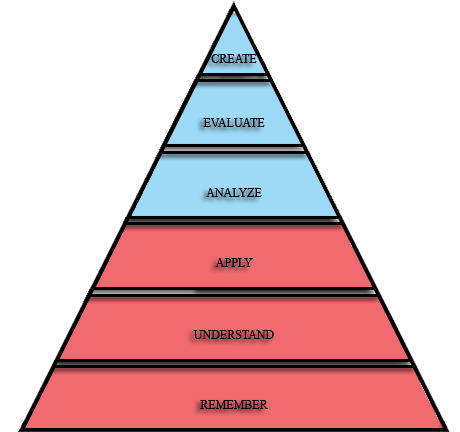 CREATE
EVALUATE
ANALYZE
APPLY
UNDERSTAND
REMEMBER